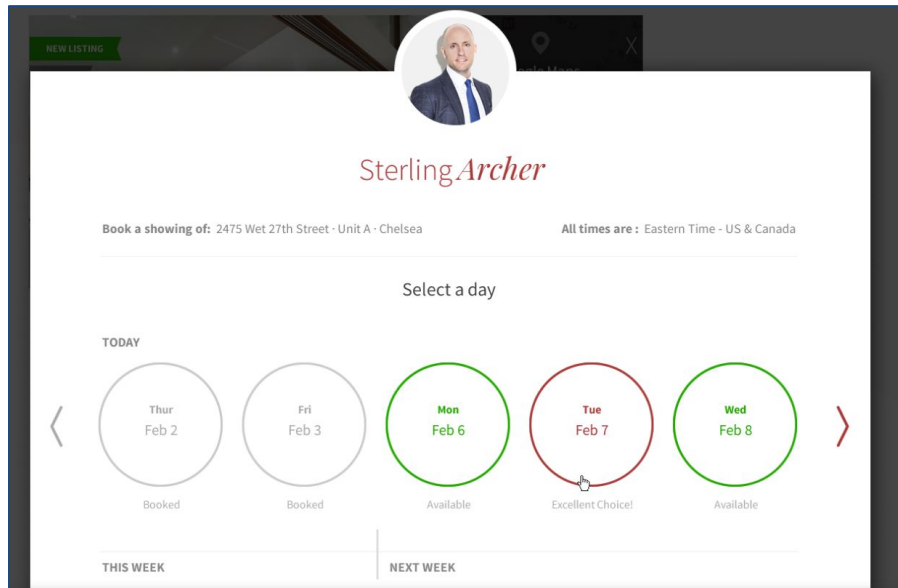 NEW LISTING
X
Sterling Archer
Book a showing of: 2475 Wet 27th Street · Unit A · Chelsea
All times are : Eastern Time - US & Canada
Select a day
TODAY
Thur
Feb 2
Booked
Fri
Feb 3
Booked
Mon
Feb 6
Available
Tue
Feb 7
Excellent Choice!
Wed
Feb 8
Available
THIS WEEK
NEXT WEEK